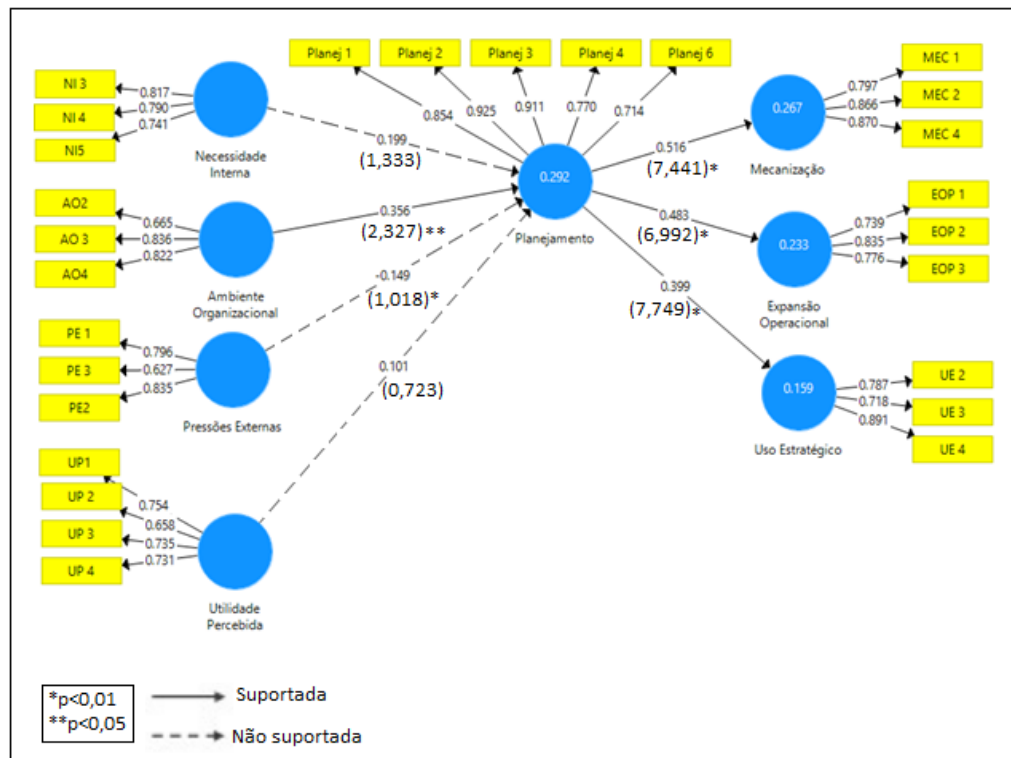 Planej 1
Planej 2
Planej 3
Planej 4
Planej 6
0.854
0.925
0.911
0.770
0.714
NI 3
NI 4
NI5
0.817
0.790
0.741
Necessidade
Interna
0.199
(1,333)
AO2
AO 3
AO4
0.665
0.836
0.822
Ambiente
Organizacional
0.356
(2,327)**
PE 1
PE 3
PE2
0.796
0.627
0.835
Pressões Externas
-0.149
(1,018)*
UP1
UP 2
UP 3
UP 4
0.754
0.658
0.735
0.731
Utilidade
Percebida
0.101
(0,723)
0.292
Planejamento
0.516
(7,441)*
0.267
Mecanização
0.797
0.866
0.870
MEC 1
MEC 2
MEC 4
0.483
(6,992)*
0.233
Expansão
Operacional
0.739
0.835
0.776
EOP 1
EOP 2
EOP 3
0.399
(7,749)*
0.159
Uso Estratégico
0.787
0.718
0.891
UE 2
UE 3
UE 4
*p<0,01
**p<0,05
Suportada
Não suportada